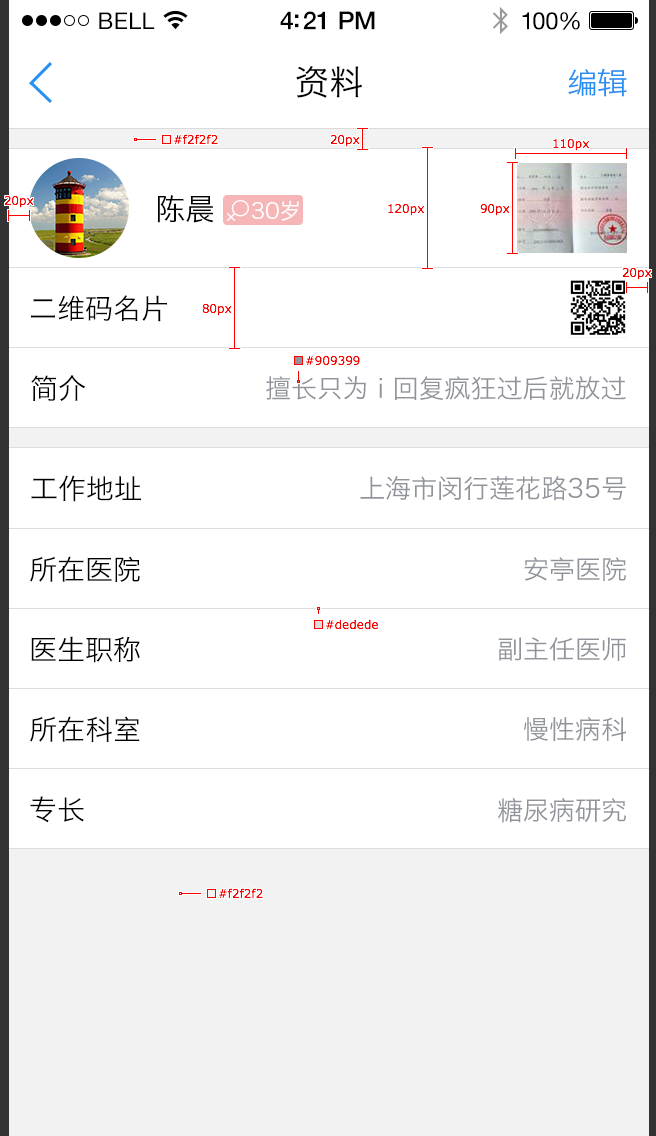 BELL 4:21 PM 100%
资料 编辑
#f2f2f2 20px
110px
20px 陈晨 30岁 120px 90px
20px
二维码名片 80px
#909399
简介 擅长只为 i 回复疯狂过后就放过
工作地址 上海市闵行莲花路35号
所在医院 安亭医院
#dedede
医生职称 副主任医师
所在科室 慢性病科
专长 糖尿病研究
#f2f2f2